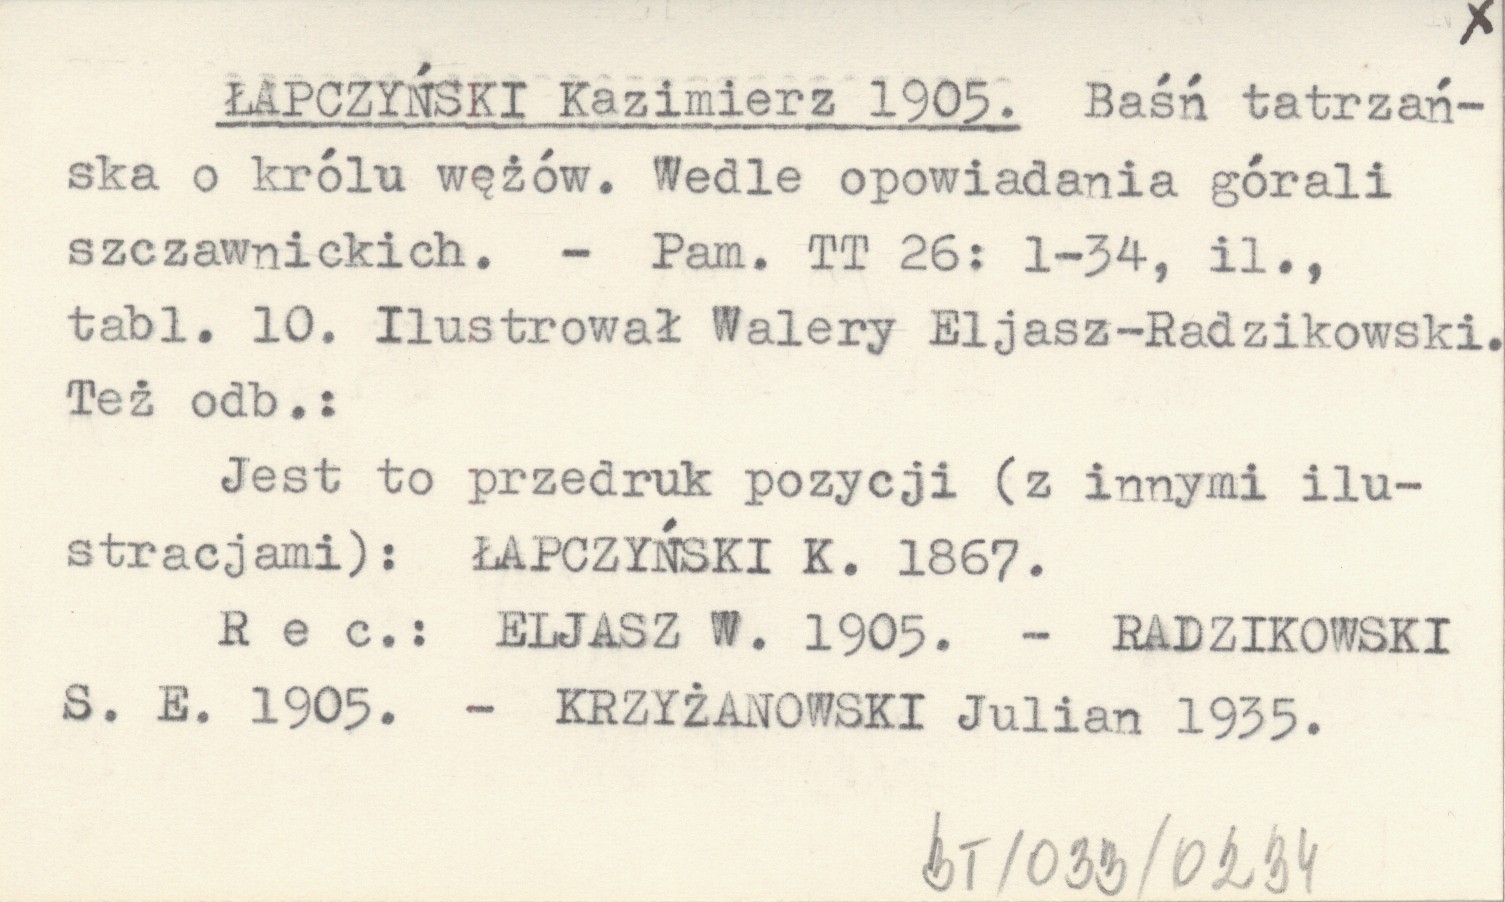 x
ŁAPCZYŃSKI Kazimierz 1905. Baśń tatrzań-
ska o królu wężów. Wedle opowiadania górali
szczawnickich. - Pam. TT 26: 1-34, il.,
tabl. 10. Ilustrował Walery Eljasz-Radzikowski.
Też odb.:
Jest to przedruk pozycji (z innymi ilu-
stracjami): ŁAPCZYŃSKI K. 1867.
R e c.: ELJASZ W. 1905. - RADZIKOWSKI
S. E. 1905. - KRZYŻANOWSKI Julian 1935.
BT/033/0234